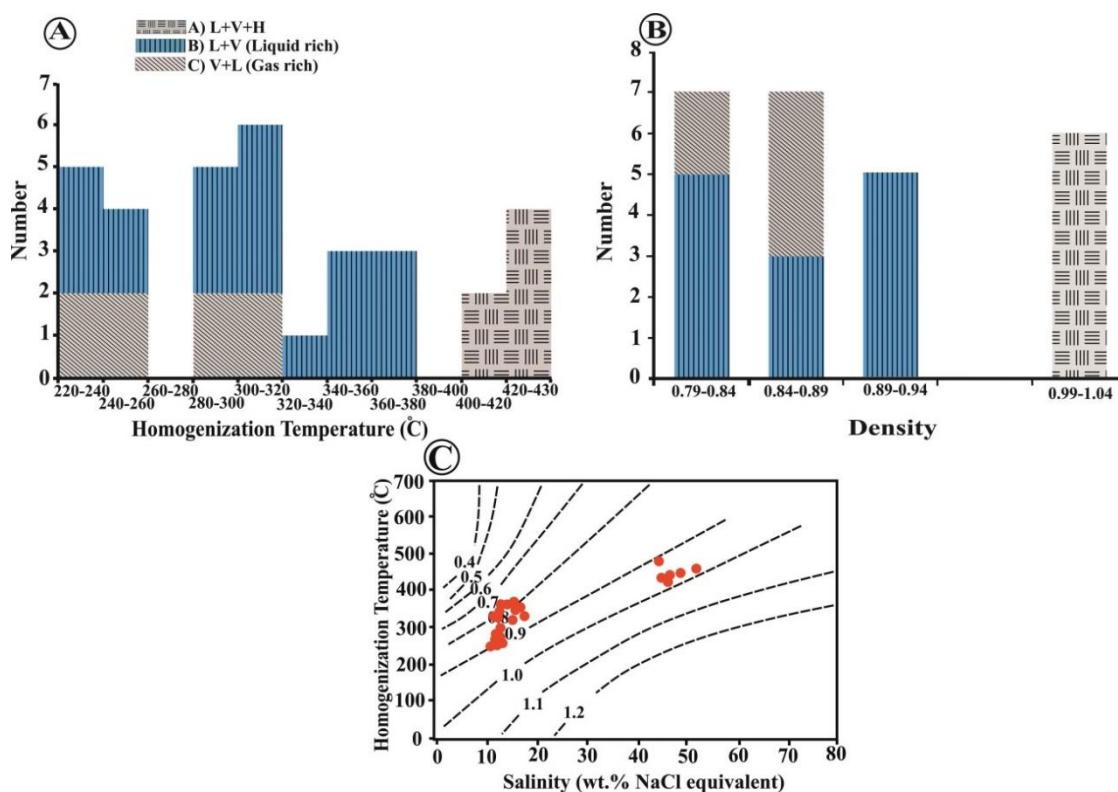 A
A) L+V+H
B) L+V (Liquid rich)
C) V+L (Gas rich)
7
6
5
4
3
2
1
0
Number
220-240 260-280 300-320 340-360 380-400 420-430
240-260 280-300 320-340 360-380 400-420
Homogenization Temperature (°C)
B
8
7
6
5
4
3
2
1
0
Number
0.79-0.84 0.84-0.89 0.89-0.94 0.99-1.04
Density
C
700
600
500
400
300
200
100
0
Homogenization Temperature (°C)
0.4
0.5
0.6
0.7
0.8
0.9
1.0
1.1
1.2
0 10 20 30 40 50 60 70 80
Salinity (wt.% NaCl equivalent)